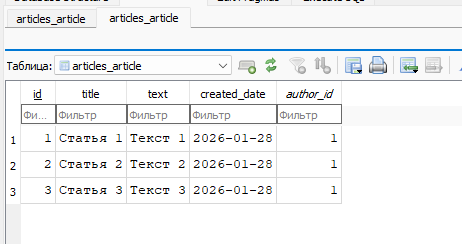 articles_article articles_article
Таблица: articles_article
id title text created_date author_id
Фи... Фильтр Фильтр Фильтр Фильтр
1 1 Статья 1 Текст 1 2026-01-28 1
2 2 Статья 2 Текст 2 2026-01-28 1
3 3 Статья 3 Текст 3 2026-01-28 1